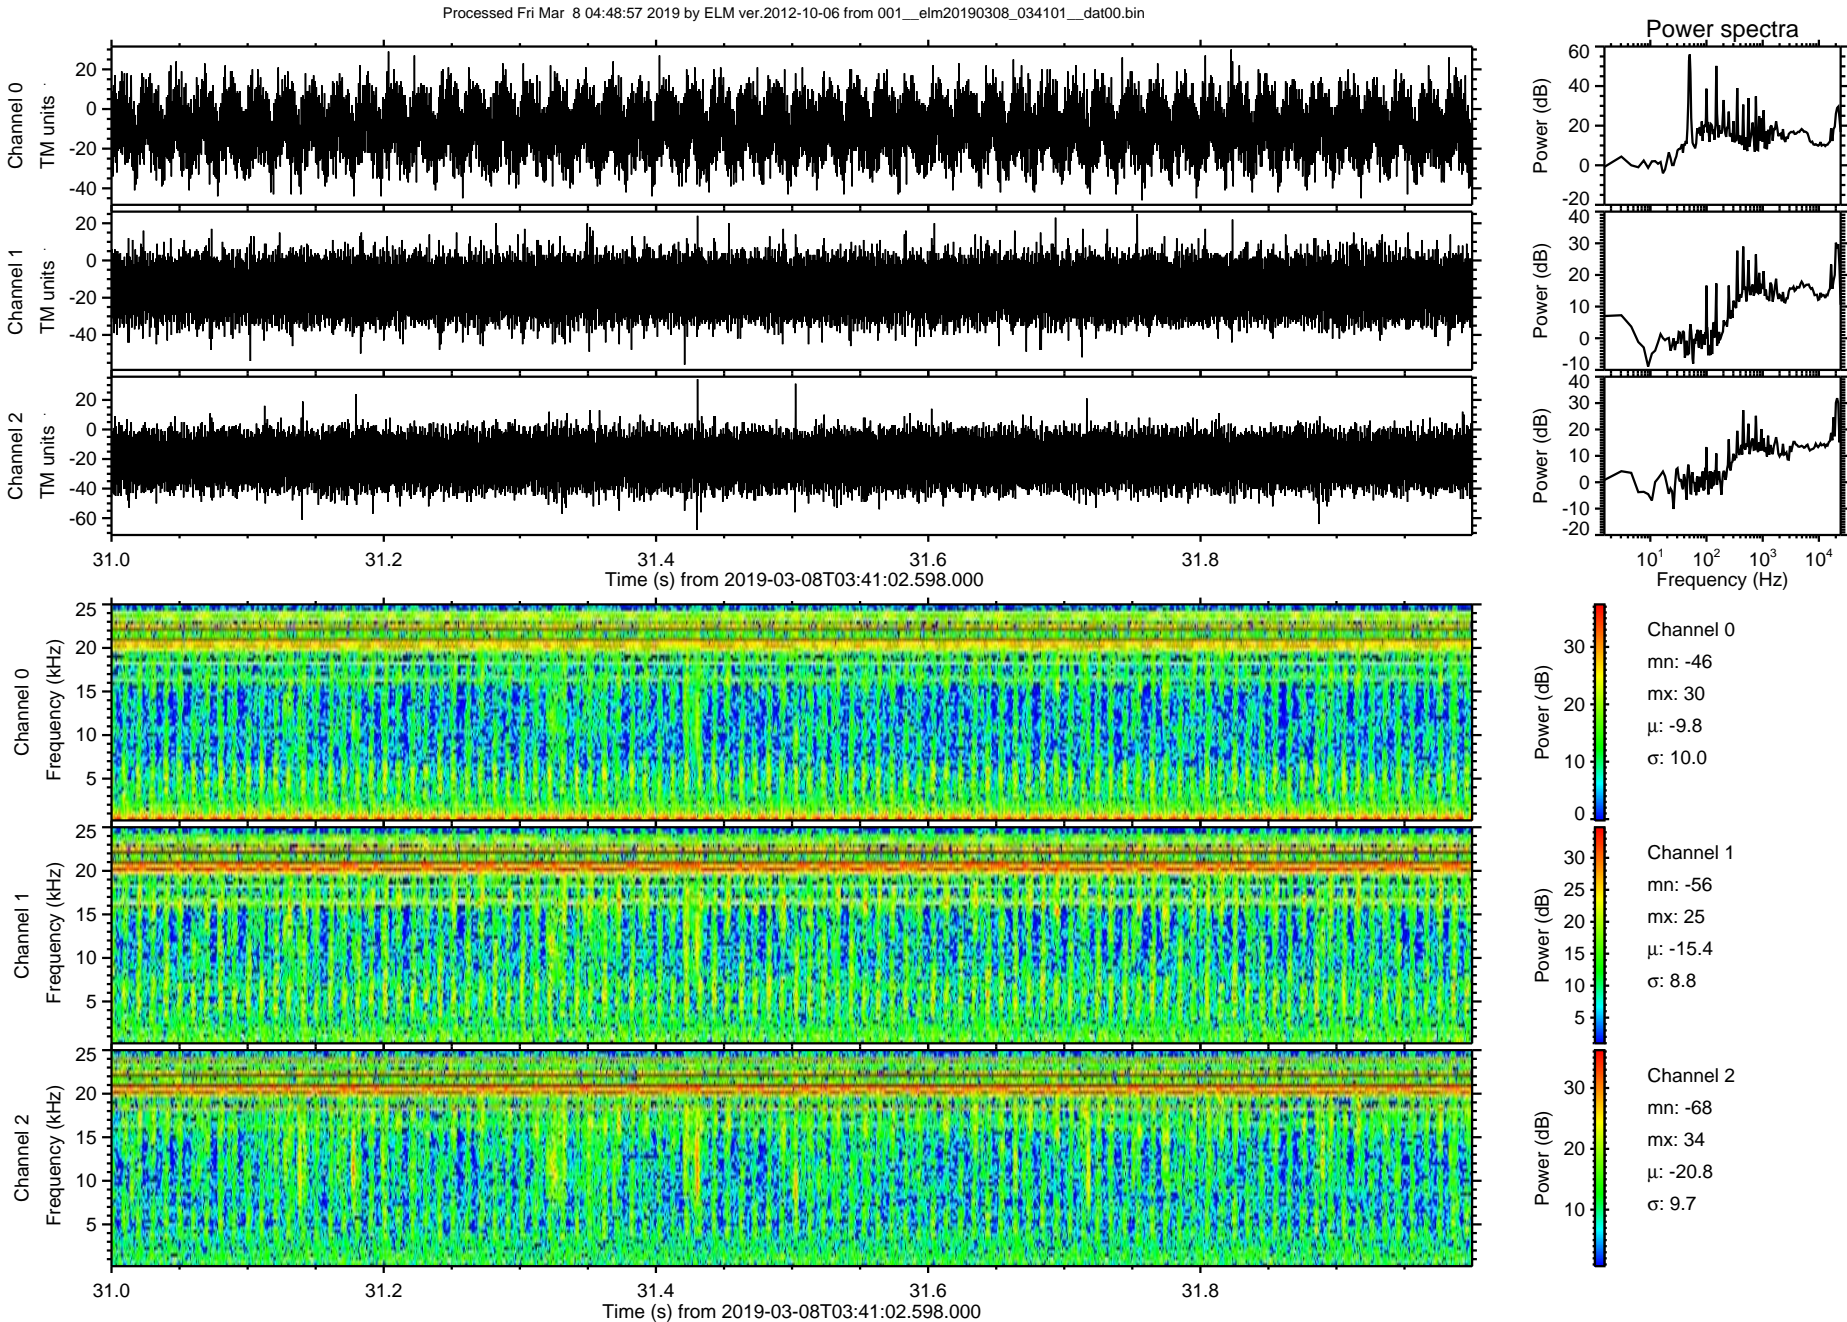 Processed Fri Mar 8 04:48:57 2019 by ELM ver.2012-10-06 from 001__elm20190308_034101__dat00.bin
Power spectra
Channel 0
TM units
20
0
-20
-40
Power (dB)
60
40
20
0
-20
Channel 1
TM units
20
0
-20
-40
Power (dB)
40
30
20
10
0
-10
Channel 2
TM units
20
0
-20
-40
-60
Power (dB)
40
30
20
10
0
-10
-20
31.0 31.2 31.4 31.6 31.8
Time (s) from 2019-03-08T03:41:02.598.000
10^1 10^2 10^3 10^4
Frequency (Hz)
Channel 0
Frequency (kHz)
25
20
15
10
5
Power (dB)
30
20
10
0
Channel 0
mn: -46
mx: 30
μ: -9.8
σ: 10.0
Channel 1
Frequency (kHz)
25
20
15
10
5
Power (dB)
30
25
20
15
10
5
Channel 1
mn: -56
mx: 25
μ: -15.4
σ: 8.8
Channel 2
Frequency (kHz)
25
20
15
10
5
Power (dB)
30
20
10
Channel 2
mn: -68
mx: 34
μ: -20.8
σ: 9.7
31.0 31.2 31.4 31.6 31.8
Time (s) from 2019-03-08T03:41:02.598.000